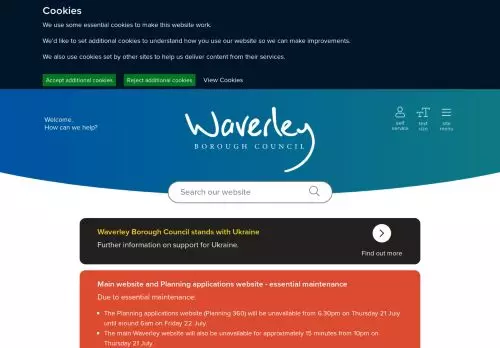 Cookies
We use some essential cookies to make this website work.
We'd like to set additional cookies to understand how you use our website so we can make improvements.
We also use cookies set by other sites to help us deliver content from their services.
Accept additional cookies Reject additional cookies View Cookies
Welcome.
How can we help?
Waverley
BOROUGH COUNCIL
self service
text size
site menu
Search our website
Waverley Borough Council stands with Ukraine
Further information on support for Ukraine.
Find out more
Main website and Planning applications website - essential maintenance
Due to essential maintenance:
The Planning applications website (Planning 360) will be unavailable from 6.30pm on Thursday 21 July
until around 6am on Friday 22 July.
The main Waverley website will also be unavailable for approximately 15 minutes from 10pm on
Thursday 21 July.